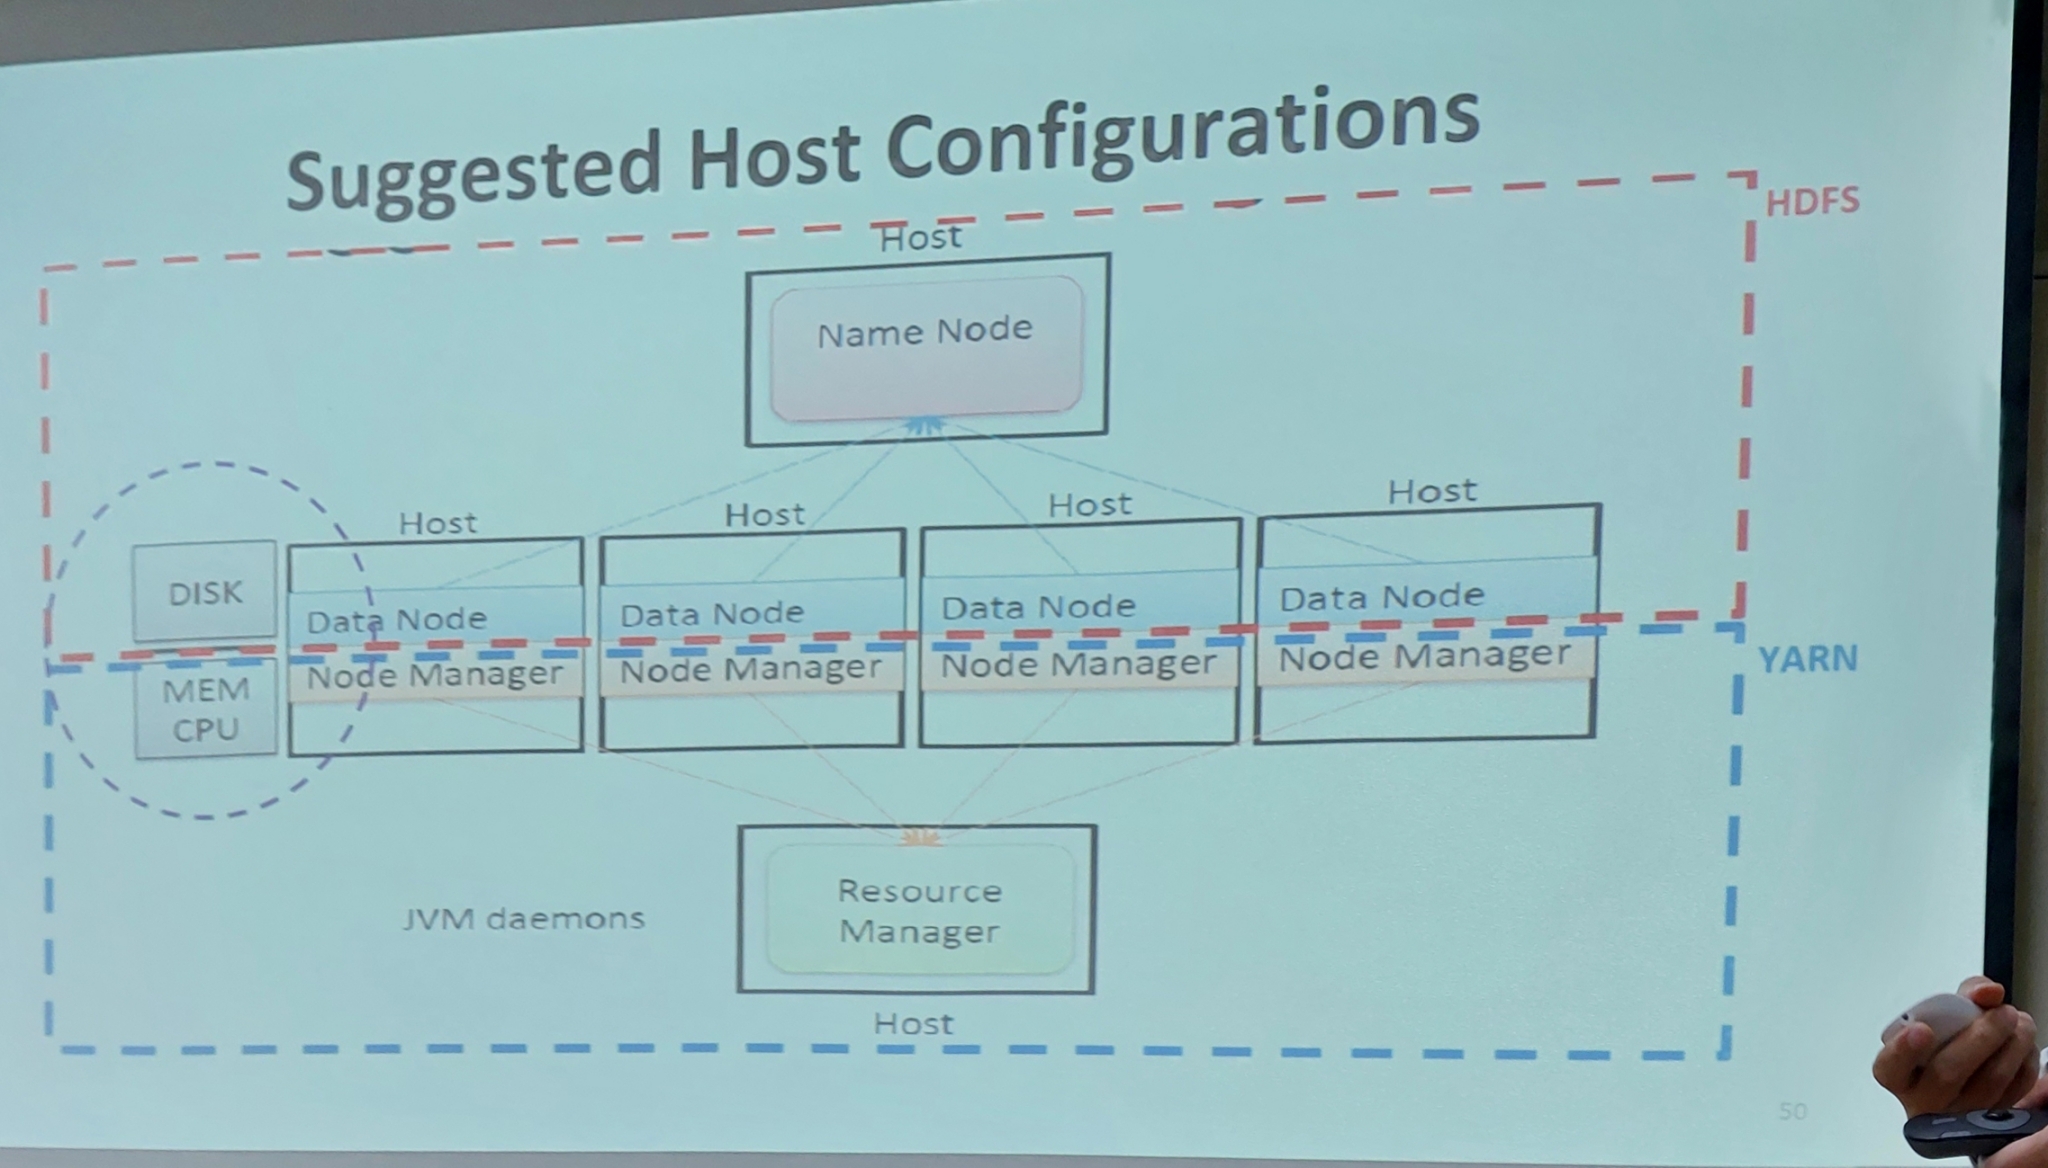 Suggested Host Configurations
HDFS
Host
Name Node
Host
Host
Host
Host
DISK
Data Node
Data Node
Data Node
Data Node
MEM
CPU
Node Manager
Node Manager
Node Manager
Node Manager
YARN
JVM daemons
Resource
Manager
Host
50